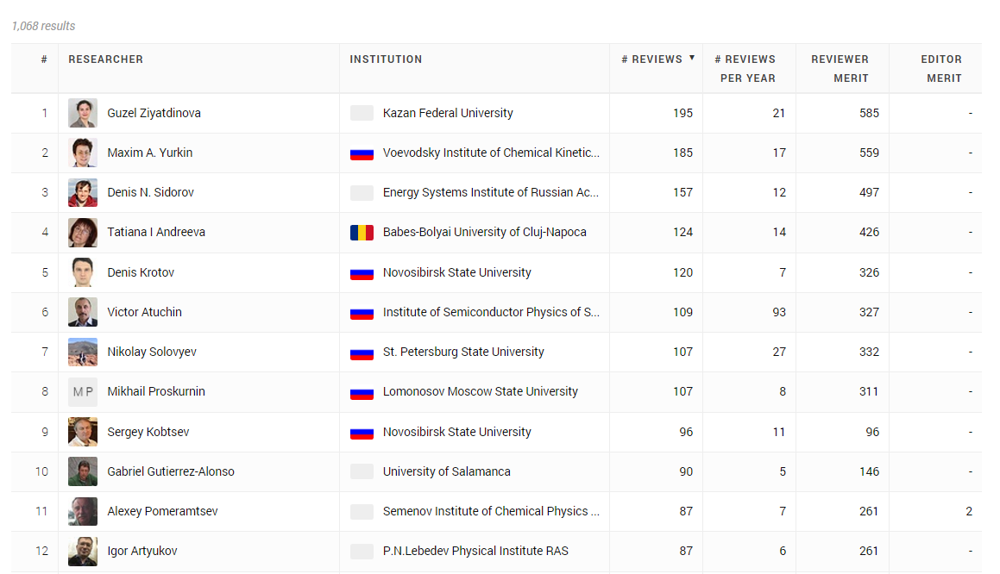 1,068 results
# RESEARCHER INSTITUTION # REVIEWS ▼ # REVIEWS PER YEAR REVIEWER MERIT EDITOR MERIT
1 Guzel Ziyatdinova Kazan Federal University 195 21 585 -
2 Maxim A. Yurkin Voevodsky Institute of Chemical Kinetic... 185 17 559 -
3 Denis N. Sidorov Energy Systems Institute of Russian Ac... 157 12 497 -
4 Tatiana I Andreeva Babes-Bolyai University of Cluj-Napoca 124 14 426 -
5 Denis Krotov Novosibirsk State University 120 7 326 -
6 Victor Atuchin Institute of Semiconductor Physics of S... 109 93 327 -
7 Nikolay Solovyev St. Petersburg State University 107 27 332 -
8 M P Mikhail Proskurnin Lomonosov Moscow State University 107 8 311 -
9 Sergey Kobtsev Novosibirsk State University 96 11 96 -
10 Gabriel Gutierrez-Alonso University of Salamanca 90 5 146 -
11 Alexey Pomeramtsev Semenov Institute of Chemical Physics ... 87 7 261 2
12 Igor Artyukov P.N.Lebedev Physical Institute RAS 87 6 261 -